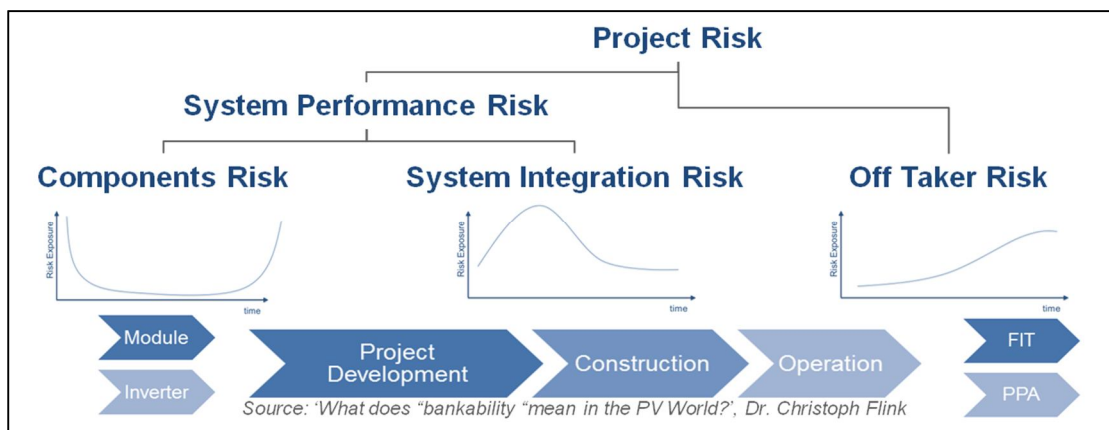 Project Risk
System Performance Risk
Components Risk
System Integration Risk
Off Taker Risk
Risk Exposure
time
Risk Exposure
time
Risk Exposure
time
Module
Inverter
Project
Development
Construction
Operation
FIT
PPA
Source: ‘What does “bankability “mean in the PV World?’, Dr. Christoph Flink